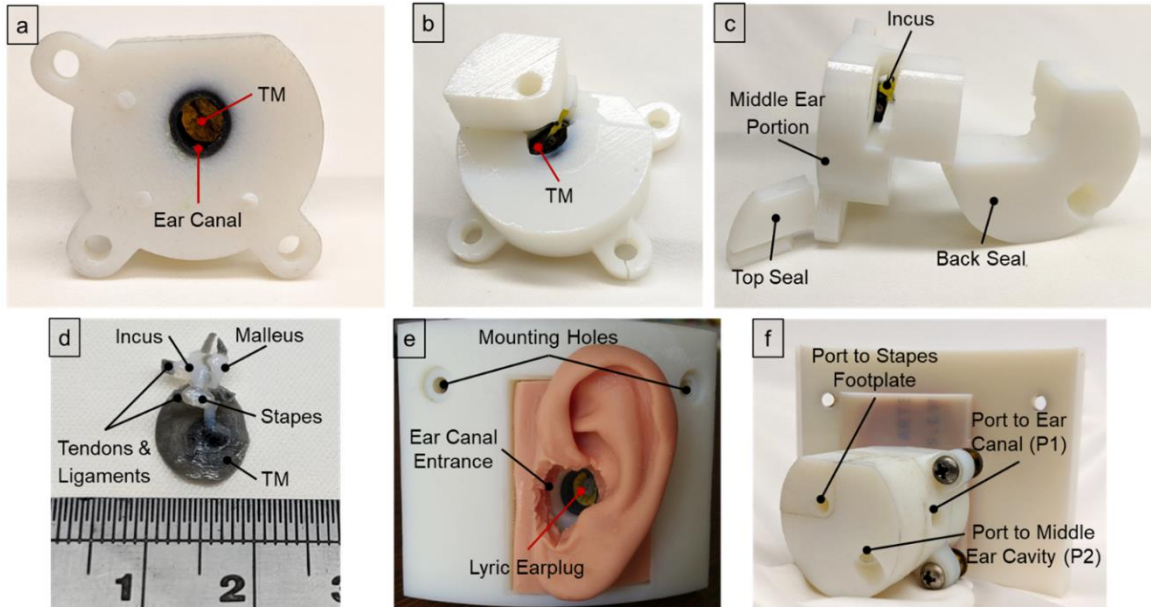 a
TM
Ear Canal
b
TM
c
Incus
Middle Ear
Portion
Top Seal
Back Seal
d
Incus
Malleus
Stapes
Tendons &
Ligaments
TM
1
2
3
e
Mounting Holes
Ear Canal
Entrance
Lyric Earplug
f
Port to Stapes
Footplate
Port to Ear
Canal (P1)
Port to Middle
Ear Cavity (P2)